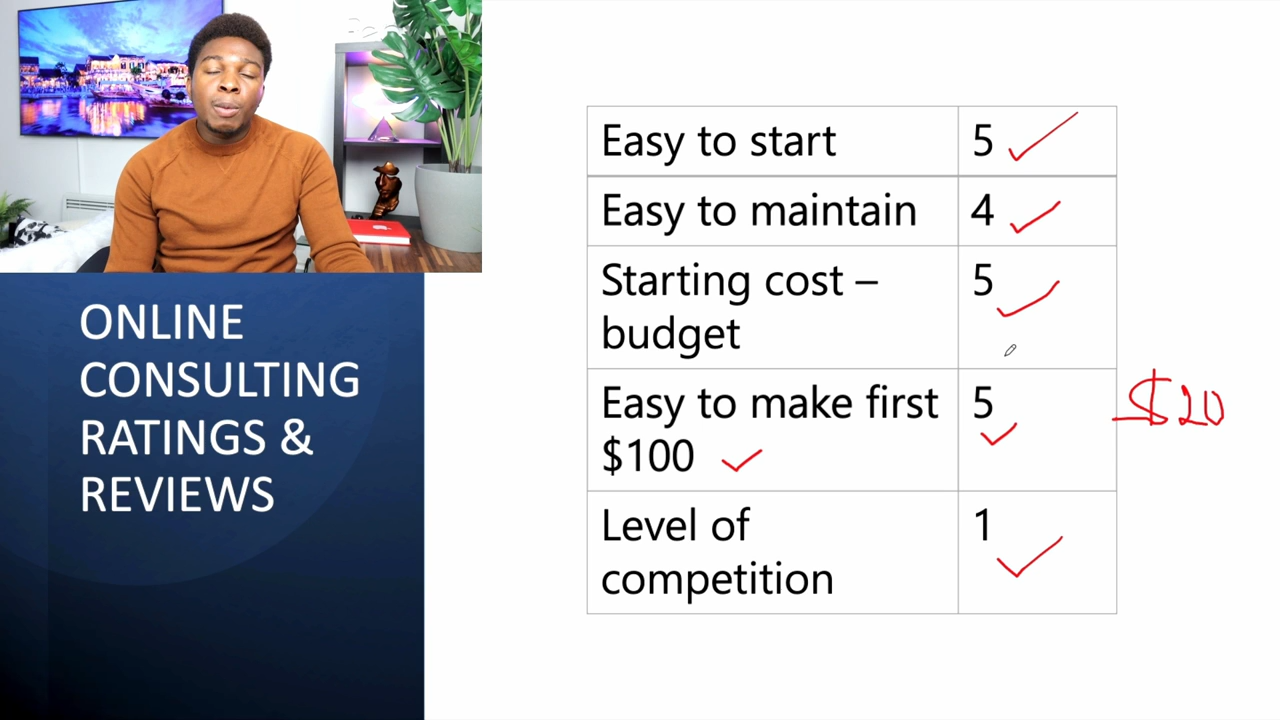 ONLINE
CONSULTING
RATINGS &
REVIEWS
Easy to start 5
Easy to maintain 4
Starting cost – 5
budget
Easy to make first 5
$100
$20
Level of 1
competition